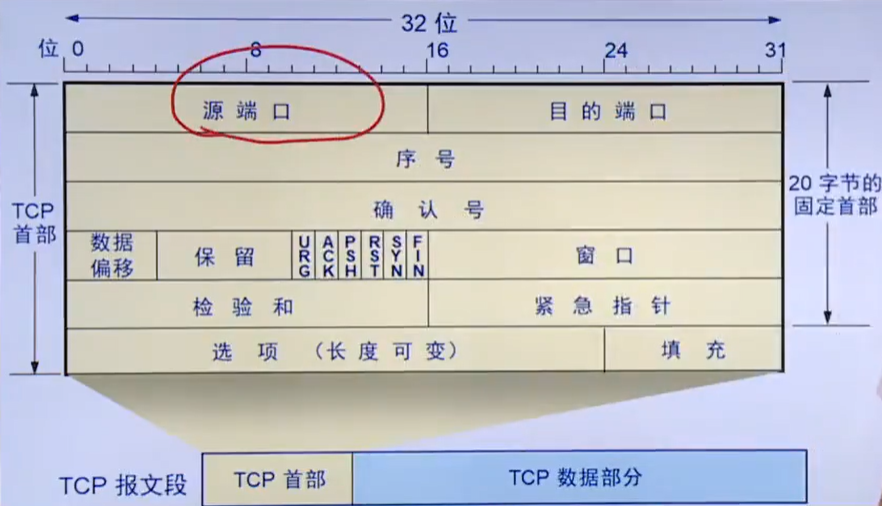 32 位
位 0 8 16 24 31
源 端 口 目 的 端 口
序 号
确 认 号
TCP
首部
20 字节的
固定首部
数据
偏移
保 留
URG
ACK
PSH
RST
SYN
FIN
窗 口
检 验 和 紧 急 指 针
选 项 （长 度 可 变） 填 充
TCP 报文段 TCP 首部 TCP 数据部分